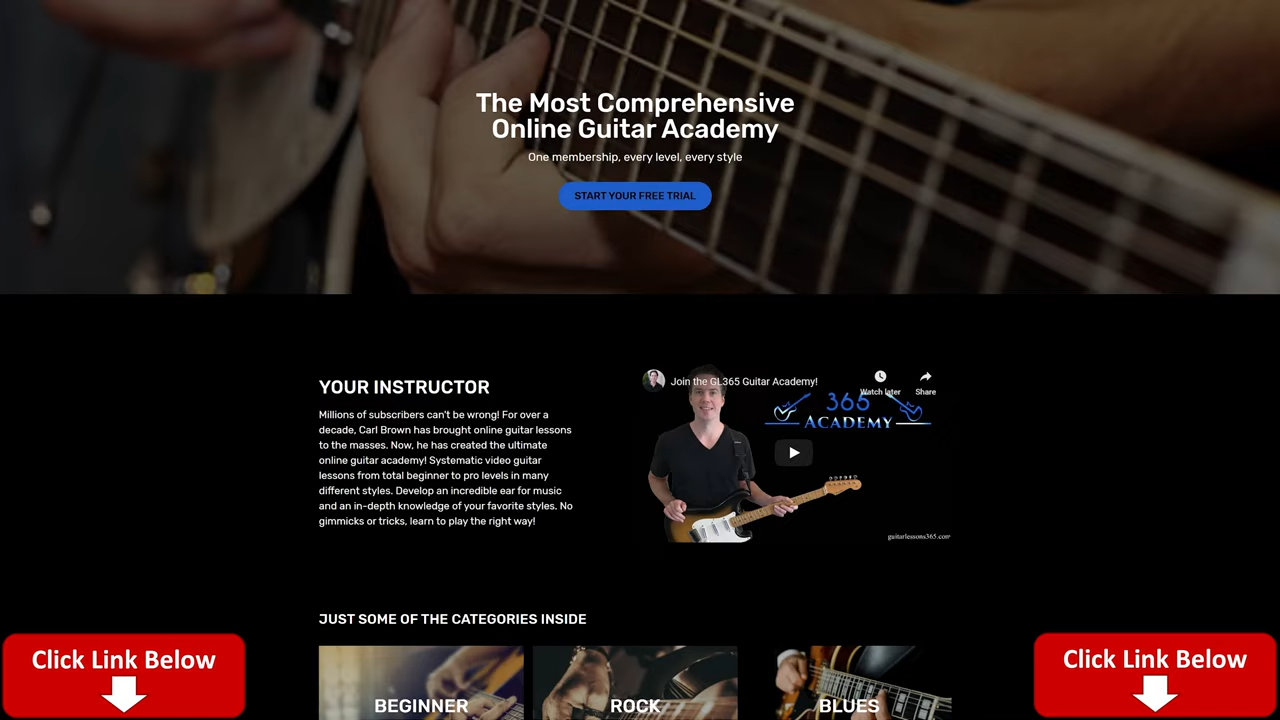 The Most Comprehensive
Online Guitar Academy
One membership, every level, every style
START YOUR FREE TRIAL
YOUR INSTRUCTOR
Millions of subscribers can't be wrong! For over a
decade, Carl Brown has brought online guitar lessons
to the masses. Now, he has created the ultimate
online guitar academy! Systematic video guitar
lessons from total beginner to pro levels in many
different styles. Develop an incredible ear for music
and an in-depth knowledge of your favorite styles. No
gimmicks or tricks, learn to play the right way!
Join the GL365 Guitar Academy!
Watch later
Share
365
ACADEMY
guitarlessons365.com
JUST SOME OF THE CATEGORIES INSIDE
Click Link Below
Click Link Below
BEGINNER
ROCK
BLUES